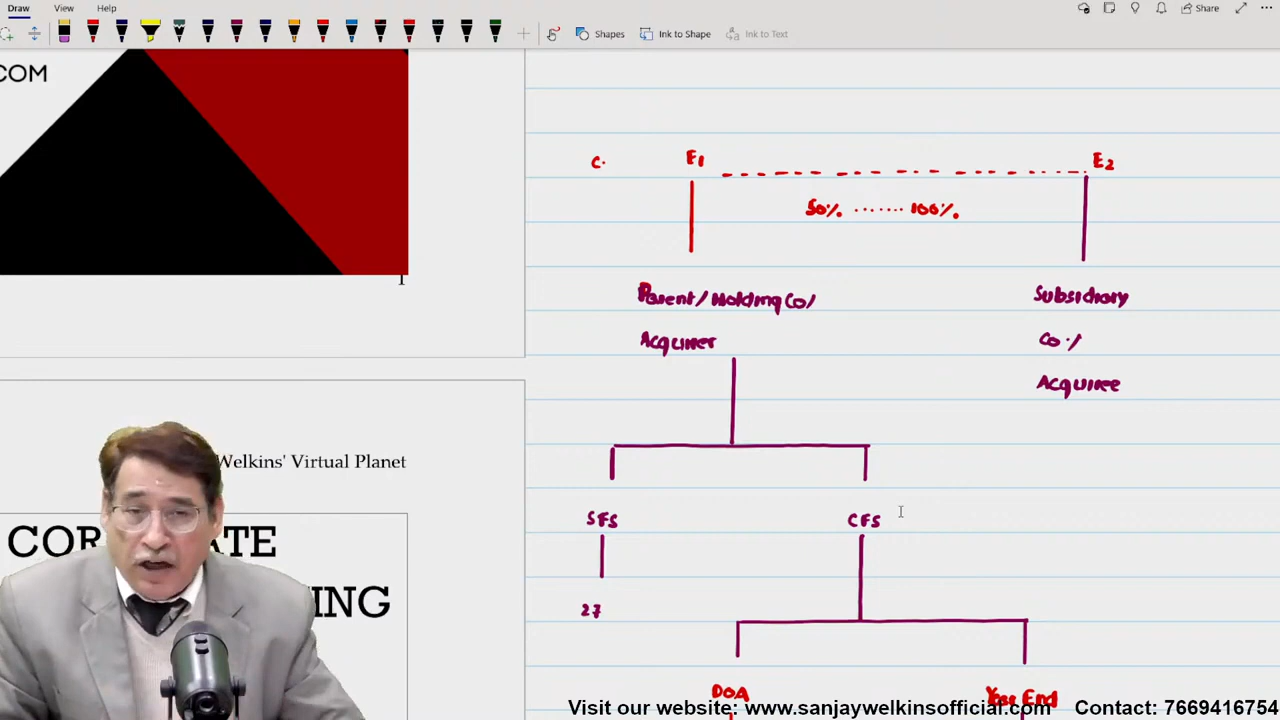 Draw View Help Share
Shapes Ink to Shape Ink to Text
COM
C. E1 E2
50% ....... 100%.
Parent/Holding Co/ Subsidiary
Acquirer Co./
Acquiree
Welkins' Virtual Planet
SFS CFS
COR ATE
ING
27
DOA Year End
Visit our website: www.sanjaywelkinsofficial.com Contact: 7669416754